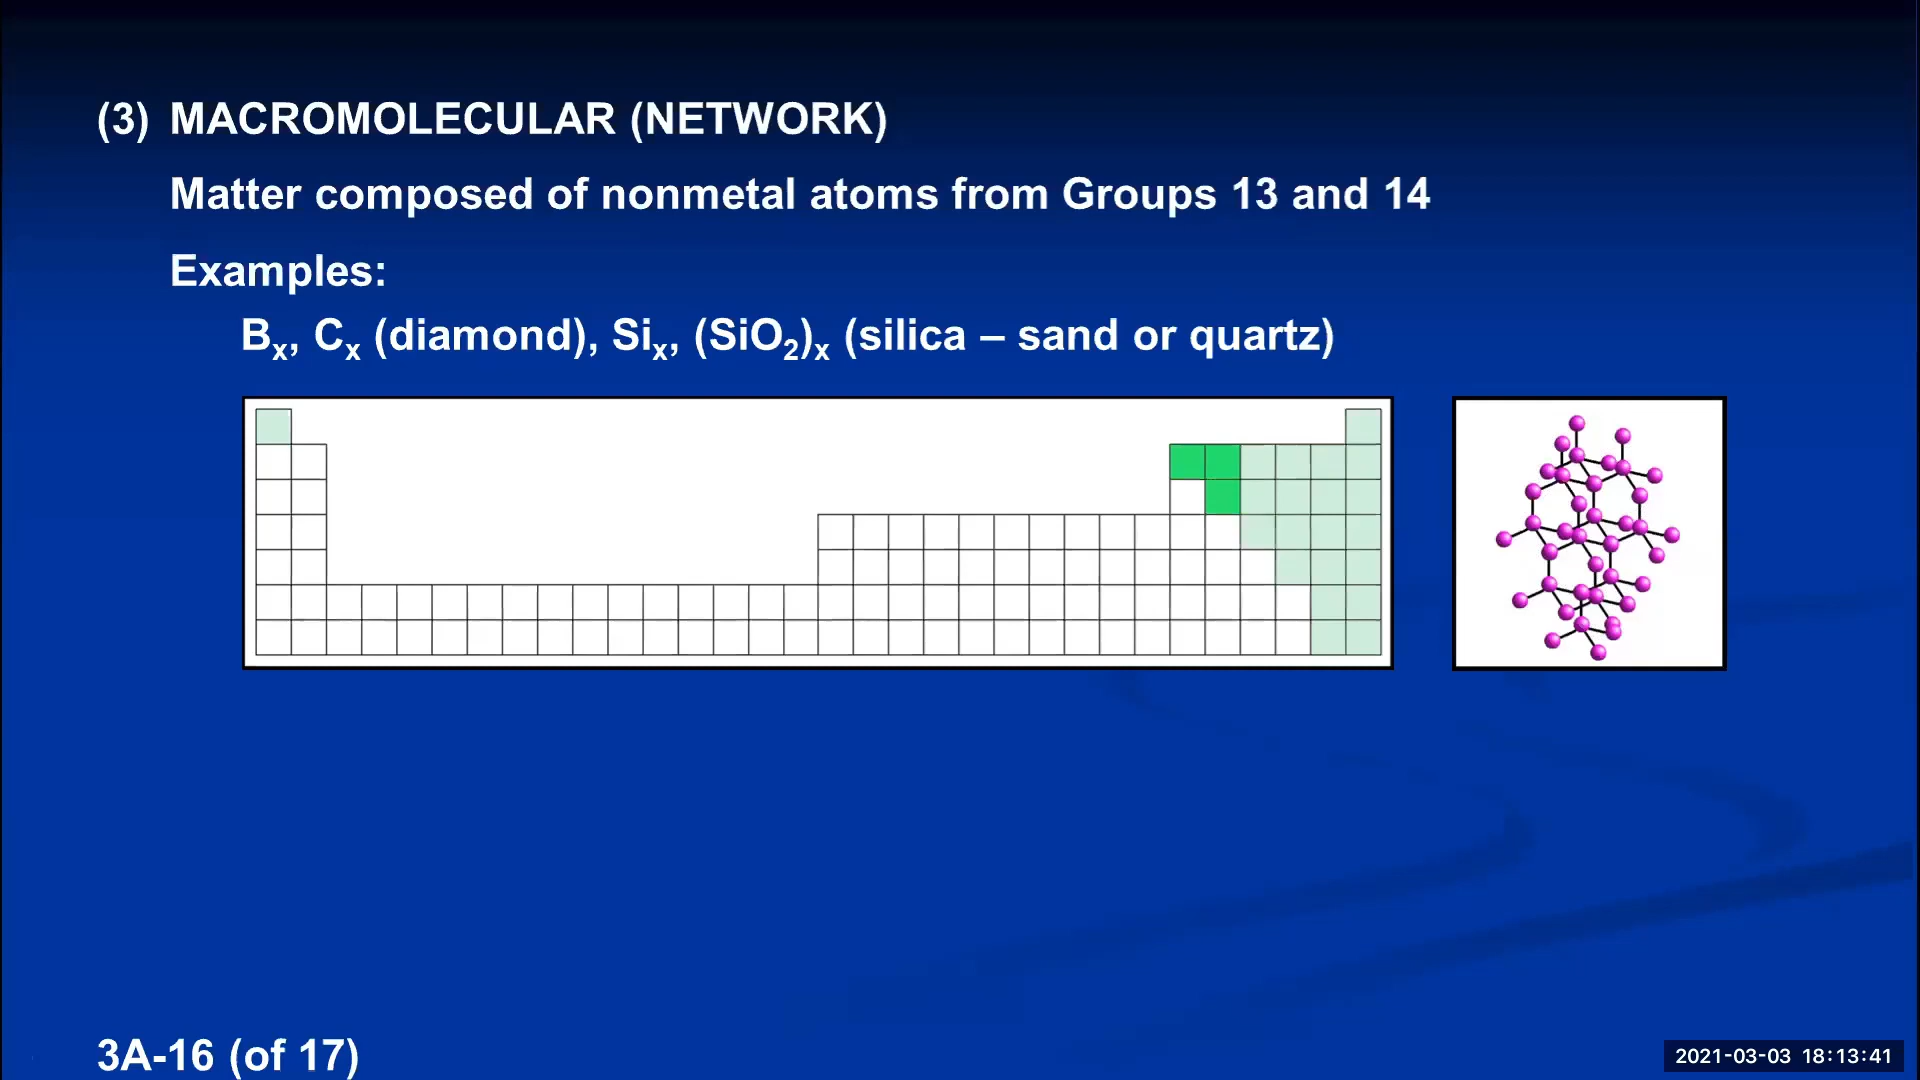 (3) MACROMOLECULAR (NETWORK)
Matter composed of nonmetal atoms from Groups 13 and 14
Examples:
Bₓ, Cₓ (diamond), Siₓ, (SiO₂)ₓ (silica – sand or quartz)
3A-16 (of 17)
2021-03-03 18:13:41